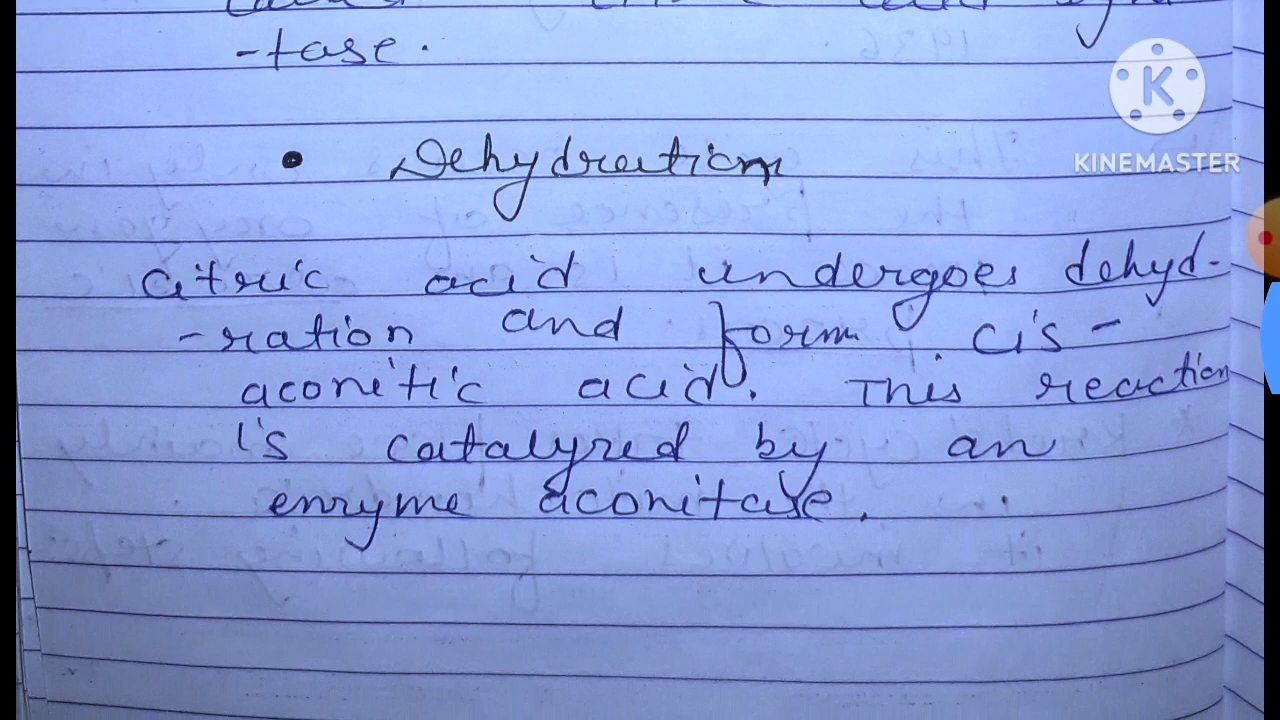 -tase.
• Dehydration
citric acid undergoes dehyd-
-ration and form cis-
aconitic acid. This reaction
is catalyzed by an
enzyme aconitase.
KINEMASTER